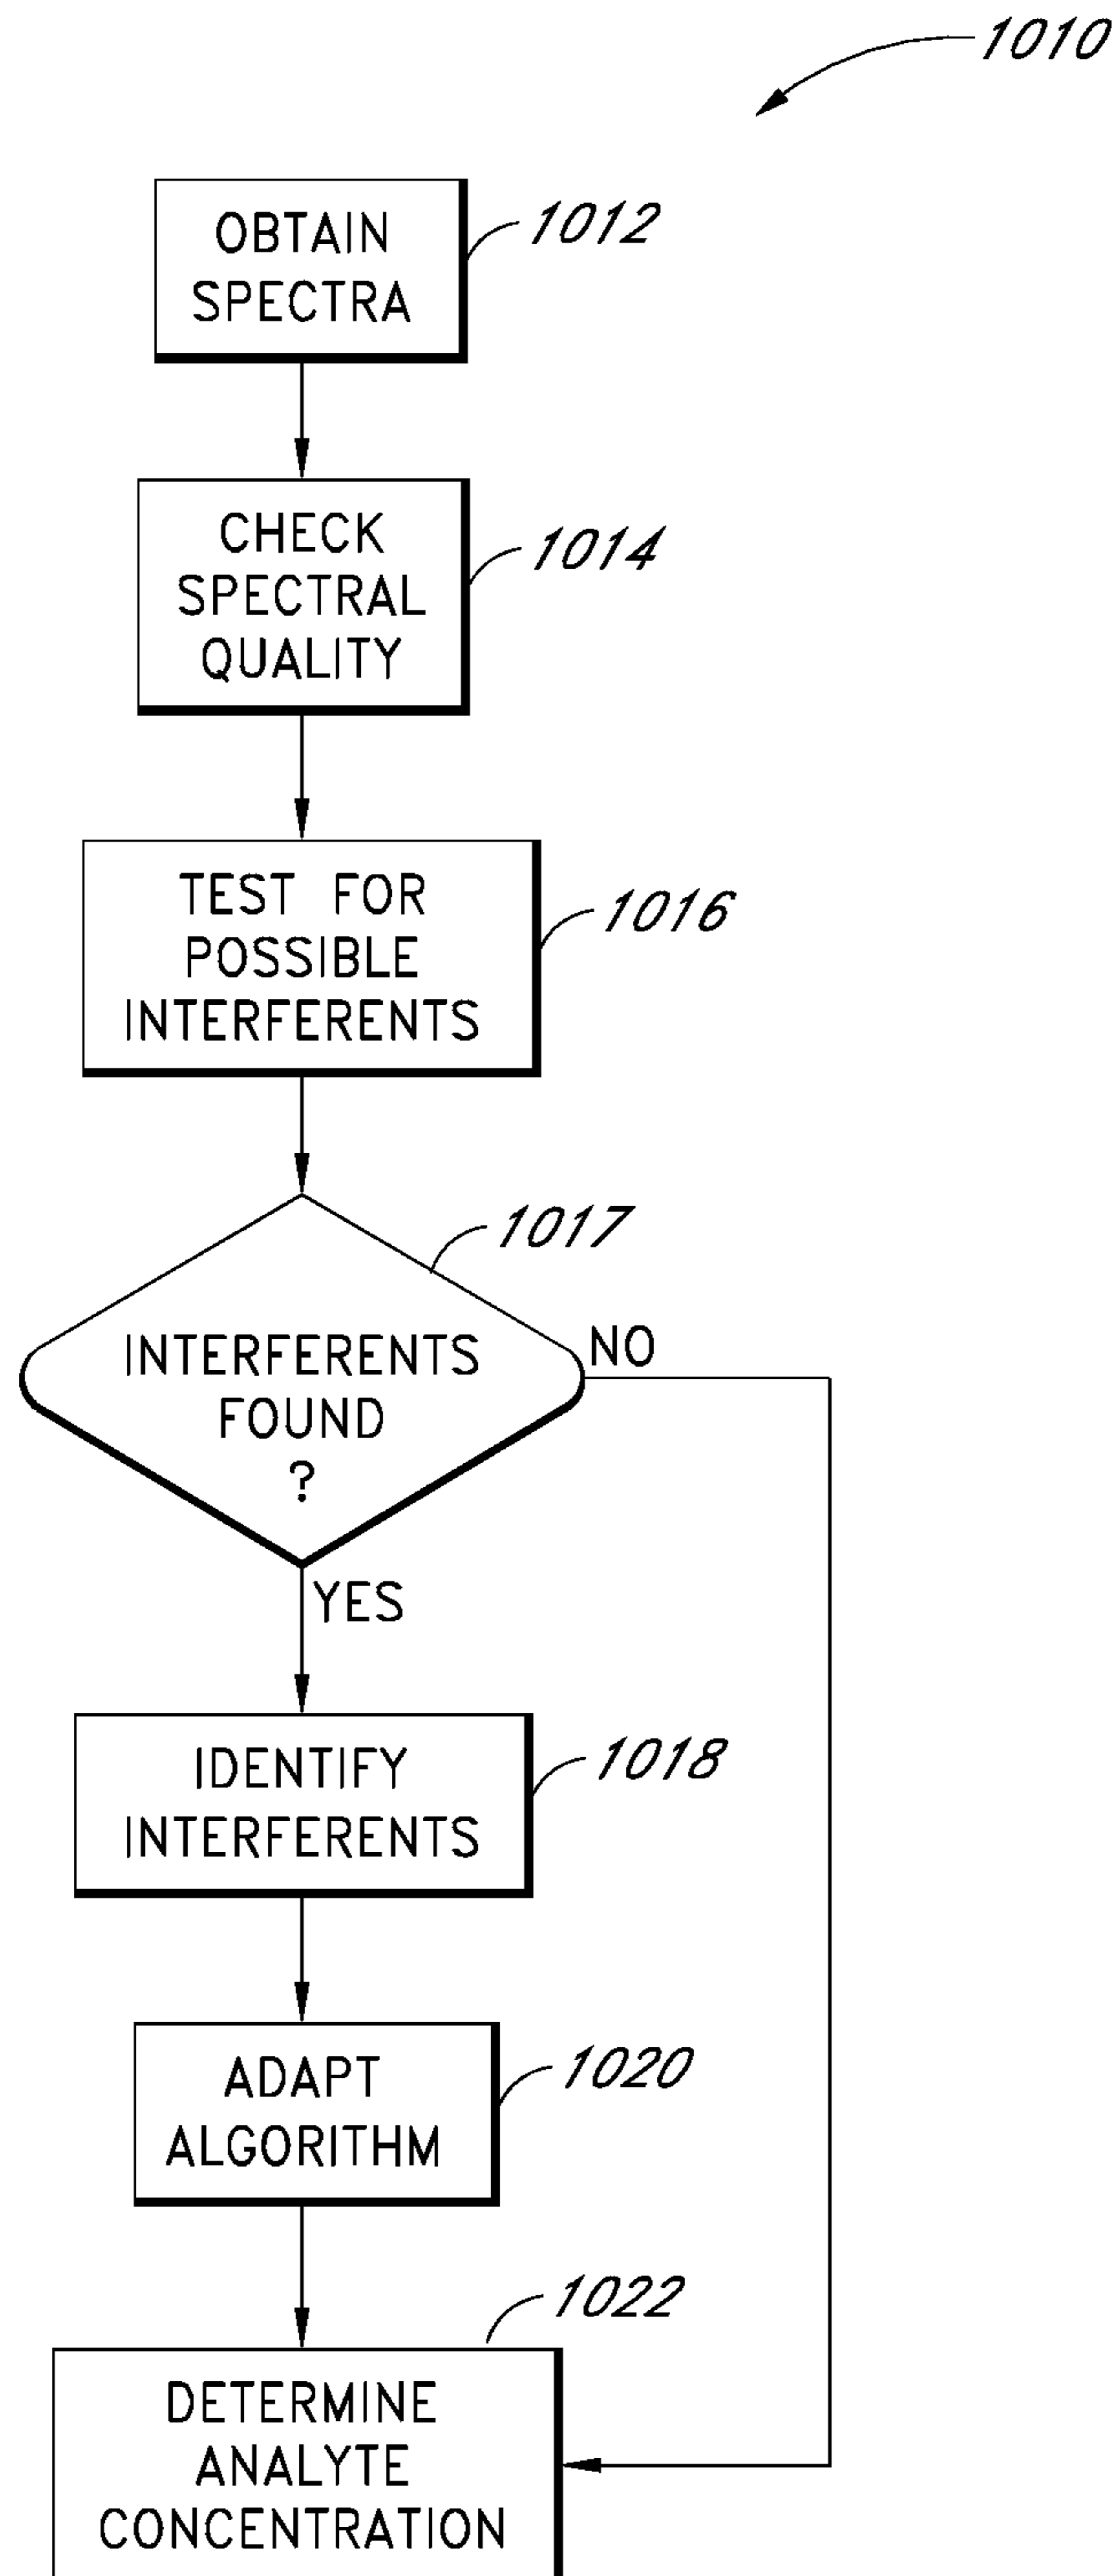 1010
OBTAIN
SPECTRA
1012
CHECK
SPECTRAL
QUALITY
1014
TEST FOR
POSSIBLE
INTERFERENTS
1016
1017
INTERFERENTS
FOUND
?
NO
YES
IDENTIFY
INTERFERENTS
1018
ADAPT
ALGORITHM
1020
1022
DETERMINE
ANALYTE
CONCENTRATION